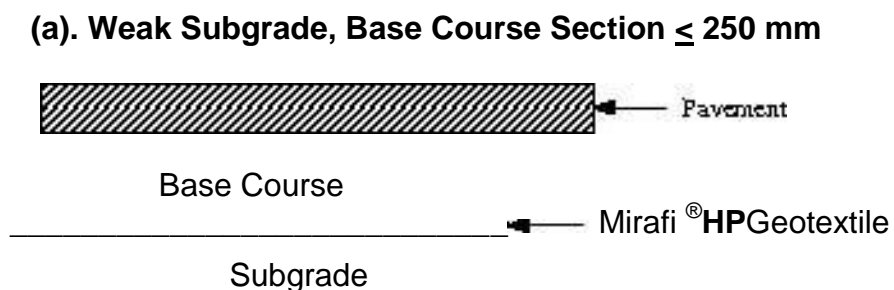 (a). Weak Subgrade, Base Course Section ≤ 250 mm
Pavement
Base Course
Mirafi ®HPGeotextile
Subgrade